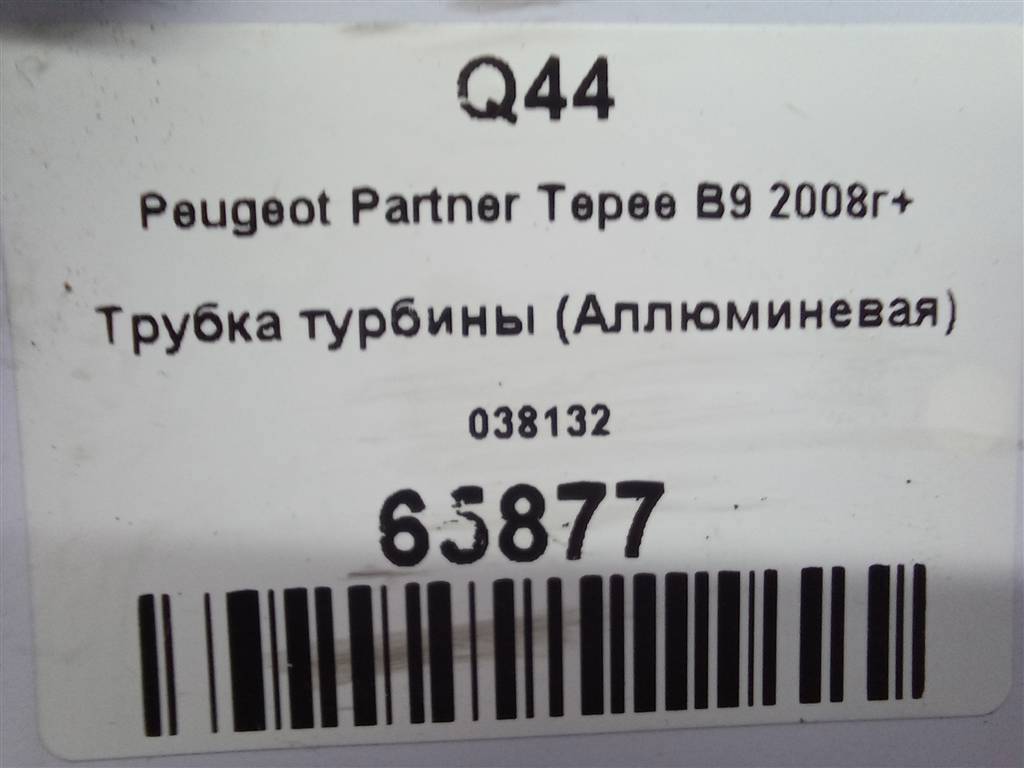 Q44
Peugeot Partner Tepee B9 2008г+
Трубка турбины (Аллюминевая)
038132
65877